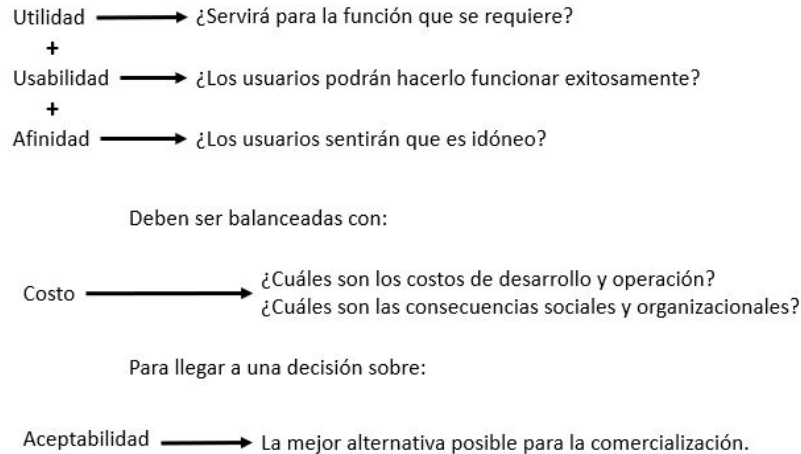 Utilidad ¿Servirá para la función que se requiere?
+
Usabilidad ¿Los usuarios podrán hacerlo funcionar exitosamente?
+
Afinidad ¿Los usuarios sentirán que es idóneo?
Deben ser balanceadas con:
Costo ¿Cuáles son los costos de desarrollo y operación?
¿Cuáles son las consecuencias sociales y organizacionales?
Para llegar a una decisión sobre:
Aceptabilidad La mejor alternativa posible para la comercialización.